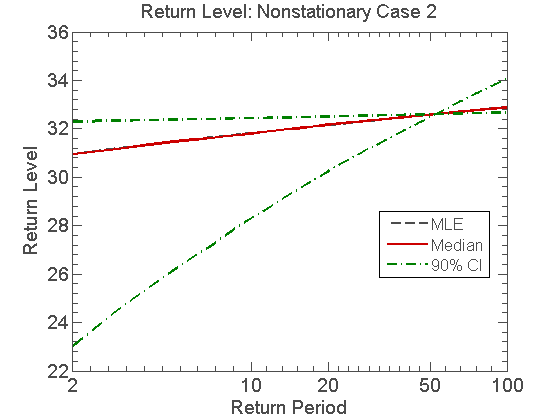 Return Level: Nonstationary Case 2
36
34
32
30
28
26
24
22
Return Level
MLE
Median
90% CI
2
10
20
50
100
Return Period